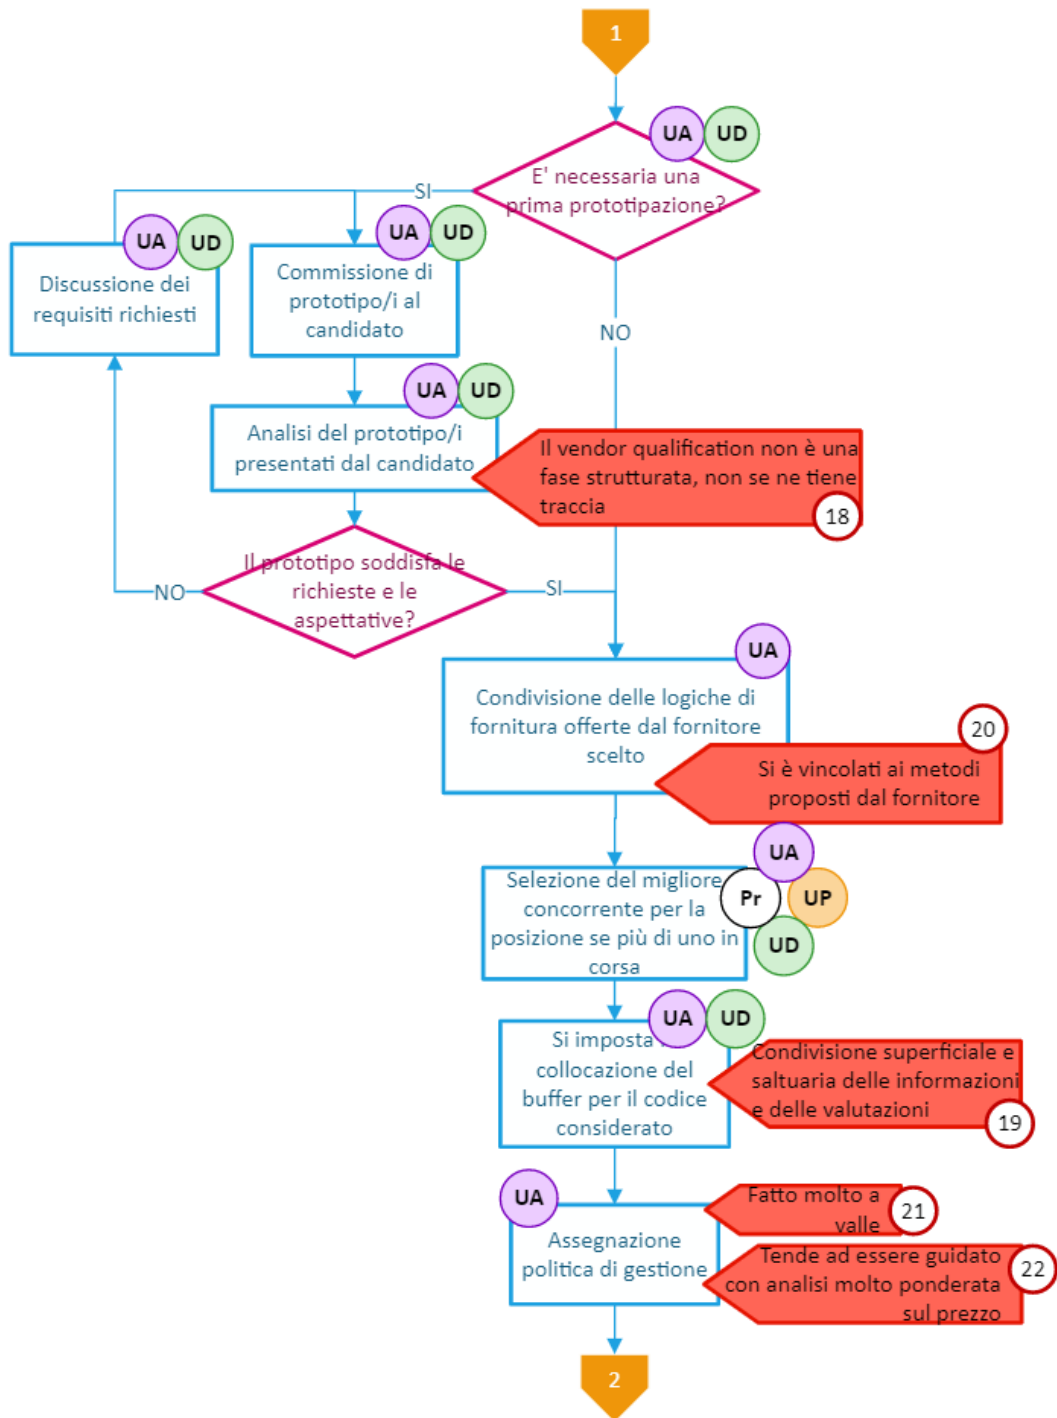 1
UA UD
E' necessaria una
prima prototipazione?
SI
UA UD
Discussione dei
requisiti richiesti
UA UD
Commissione di
prototipo/i al
candidato
NO
UA UD
Analisi del prototipo/i
presentati dal candidato
Il vendor qualification non è una
fase strutturata, non se ne tiene
traccia
18
Il prototipo soddisfa le
richieste e le
aspettative?
NO
SI
UA
Condivisione delle logiche di
fornitura offerte dal fornitore
scelto
20
Si è vincolati ai metodi
proposti dal fornitore
UA
Pr UP
UD
Selezione del migliore
concorrente per la
posizione se più di uno in
corsa
UA UD
Si imposta
collocazione del
buffer per il codice
considerato
Condivisione superficiale e
saltuaria delle informazioni
e delle valutazioni
19
UA
Assegnazione
politica di gestione
Fatto molto a
valle
21
Tende ad essere guidato
con analisi molto ponderata
sul prezzo
22
2